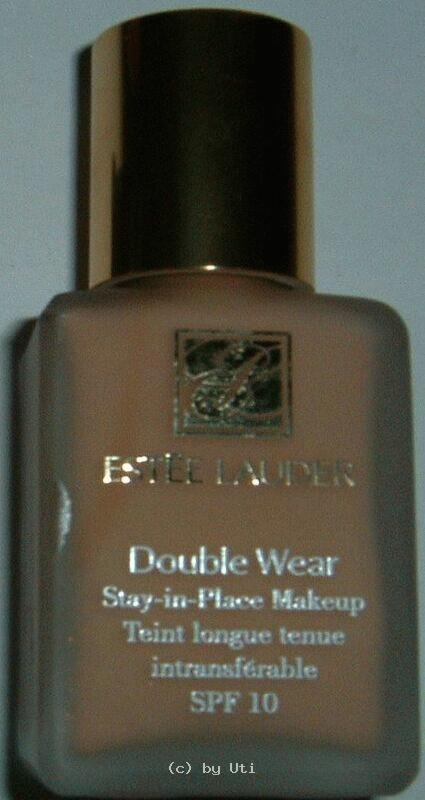 ESTĒE LAUDER
Double Wear
Stay-in-Place Makeup
Teint longue tenue
intransférable
SPF 10
(c) by Uti